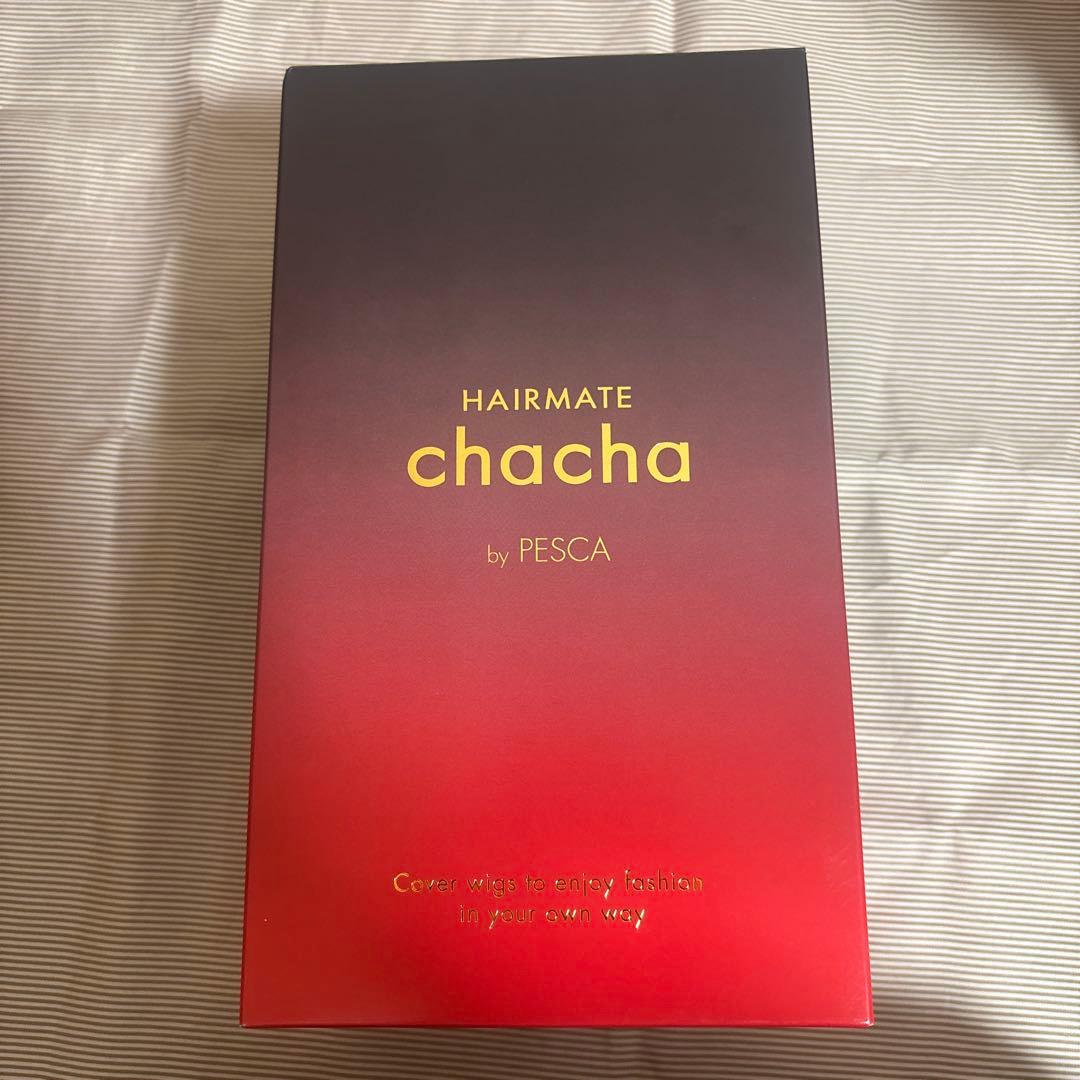 HAIRMATE
chacha
by PESCA
Cover wigs to enjoy fashion
in your own way